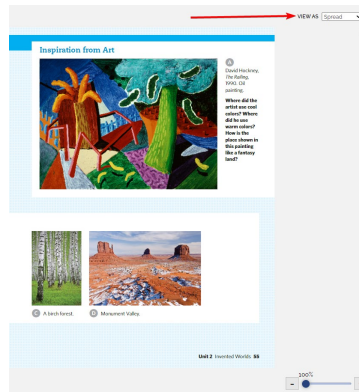 VIEW AS Spread
Inspiration from Art
A
David Hockney,
The Railing,
1990. Oil
painting.
Where did the
artist use cool
colors? Where
did he use
warm colors?
How is the
place shown in
this painting
like a fantasy
land?
C A birch forest.
D Monument Valley.
Unit 2 Invented Worlds 55
100%
-